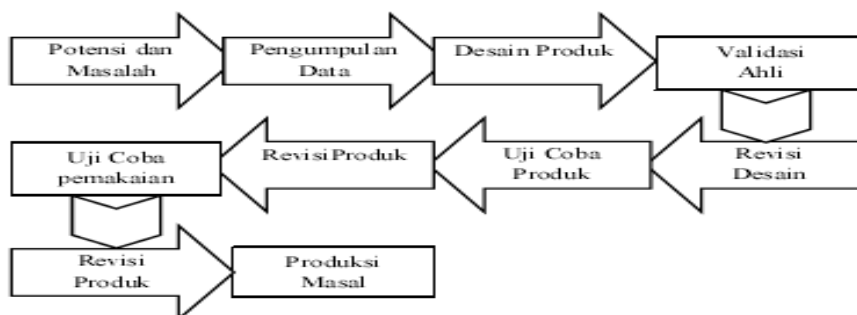 Potensi dan
Masalah
Pengumpulan
Data
Desain Produk
Validasi
Ahli
Revisi
Desain
Uji Coba
Produk
Revisi Produk
Uji Coba
pemakaian
Revisi
Produk
Produksi
Masal